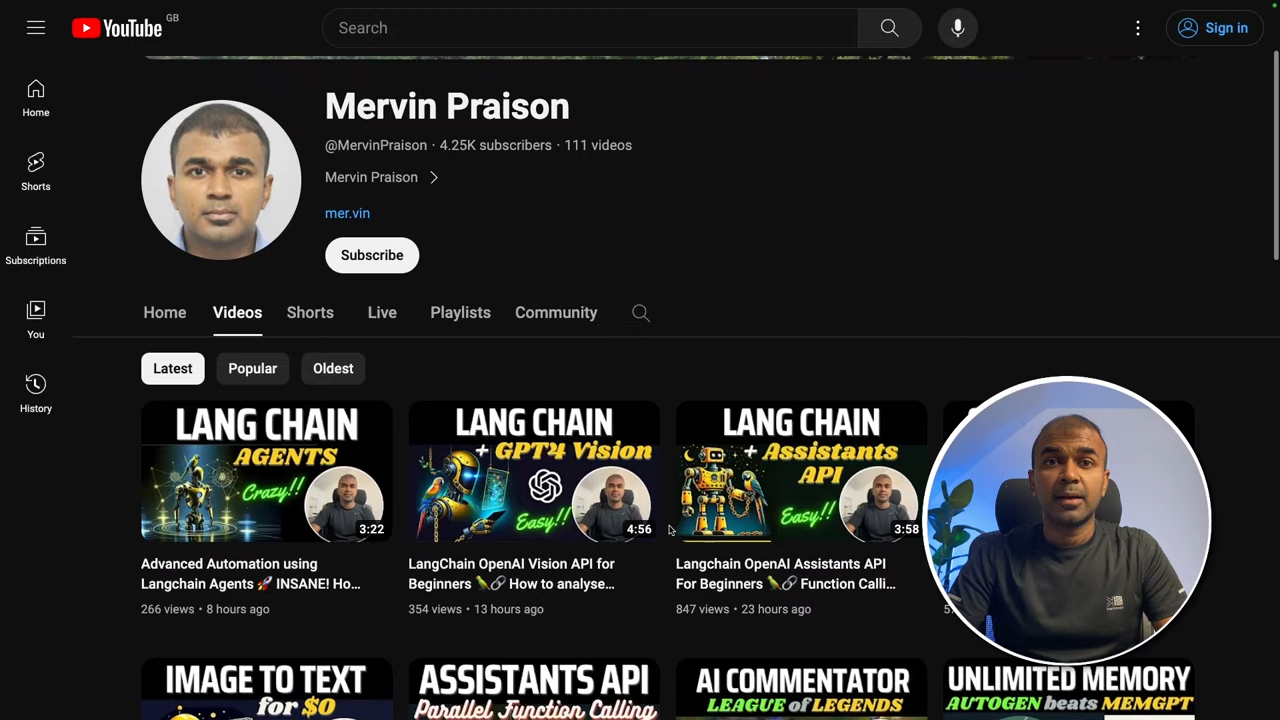 YouTube GB
Search
Sign in
Home
Shorts
Subscriptions
You
History
Mervin Praison
@MervinPraison · 4.25K subscribers · 111 videos
Mervin Praison
mer.vin
Subscribe
Home Videos Shorts Live Playlists Community
Latest Popular Oldest
LANG CHAIN
AGENTS
Crazy!!
3:22
LANG CHAIN
+ GPT4 Vision
Easy!!
4:56
LANG CHAIN
+ Assistants
API
Easy!!
3:58
Advanced Automation using
Langchain Agents 🚀 INSANE! Ho...
266 views · 8 hours ago
LangChain OpenAI Vision API for
Beginners 🦜🔗 How to analyse...
354 views · 13 hours ago
Langchain OpenAI Assistants API
For Beginners 🦜🔗 Function Calli...
847 views · 23 hours ago
IMAGE TO TEXT
for $0
ASSISTANTS API
Parallel Function Calling
AI COMMENTATOR
LEAGUE of LEGENDS
UNLIMITED MEMORY
AUTOGEN beats MEMGPT